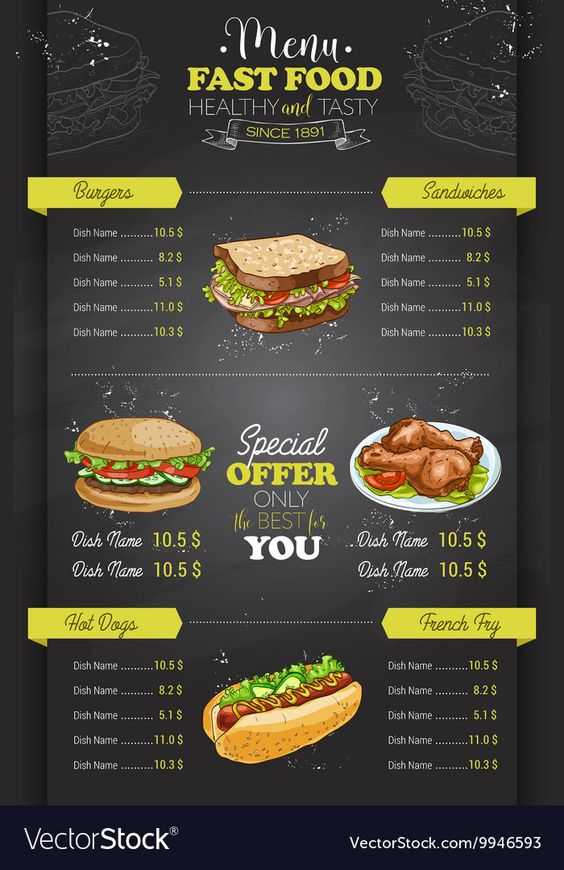 Menu
FAST FOOD
HEALTHY and TASTY
SINCE 1891
Burgers
Dish Name ..........10.5 $
Dish Name ............8.2 $
Dish Name ............5.1 $
Dish Name ..........11.0 $
Dish Name ..........10.3 $
Sandwiches
Dish Name ..........10.5 $
Dish Name ............8.2 $
Dish Name ............5.1 $
Dish Name ..........11.0 $
Dish Name ..........10.3 $
Special
OFFER
ONLY
the BEST for
YOU
Dish Name 10.5 $
Dish Name 10.5 $
Dish Name 10.5 $
Dish Name 10.5 $
Hot Dogs
Dish Name ..........10.5 $
Dish Name ............8.2 $
Dish Name ............5.1 $
Dish Name ..........11.0 $
Dish Name ..........10.3 $
French Fry
Dish Name ..........10.5 $
Dish Name ............8.2 $
Dish Name ............5.1 $
Dish Name ..........11.0 $
Dish Name ..........10.3 $
VectorStock®
VectorStock.com/9946593